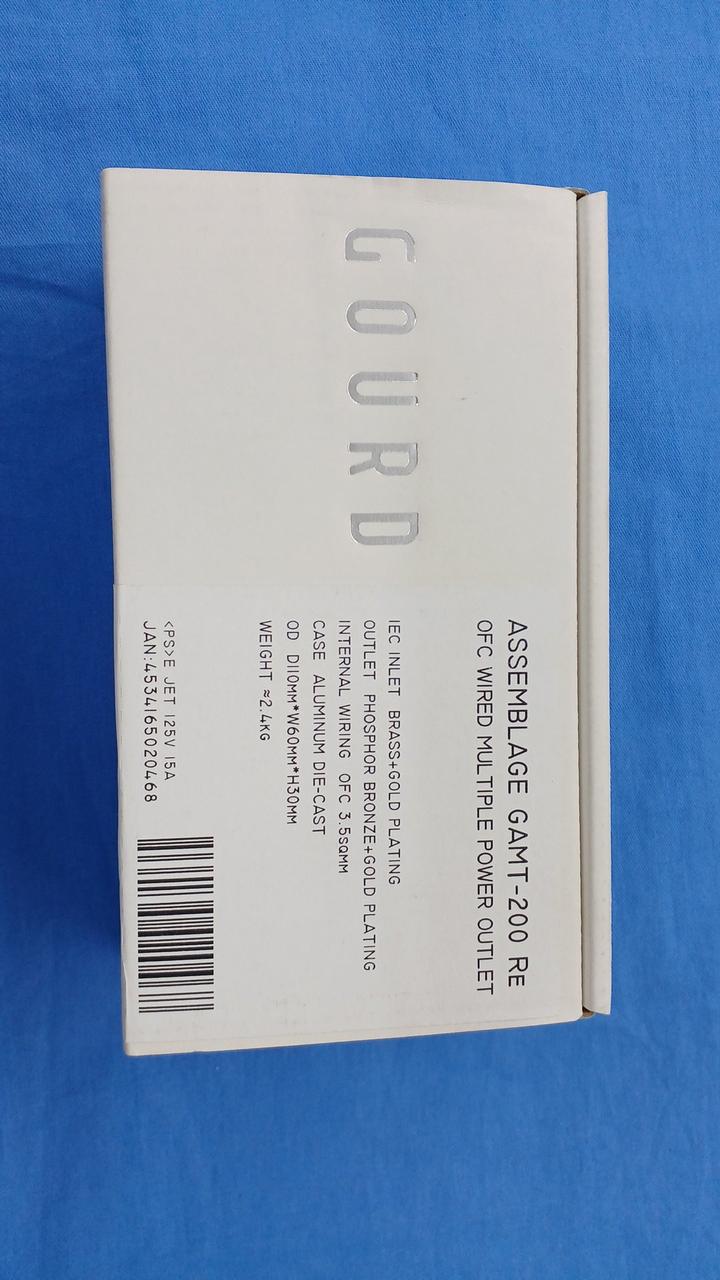 GOURD
ASSEMBLAGE GAMT-200 RE
OFC WIRED MULTIPLE POWER OUTLET
IEC INLET BRASS+GOLD PLATING
OUTLET PHOSPHOR BRONZE+GOLD PLATING
INTERNAL WIRING OFC 3.5SQMM
CASE ALUMINUM DIE-CAST
OD D110MM*W60MM*H30MM
WEIGHT ≈2.4KG
<PS>E JET 125V 15A
JAN:4534165020468